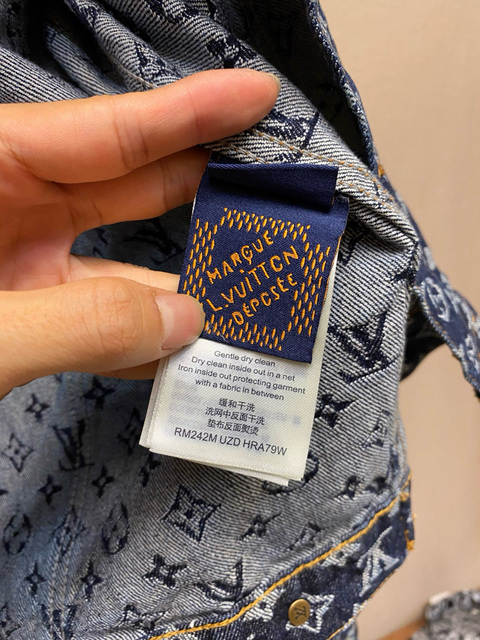 MARQUE
L.VUITTON
DÉPOSÉE
Gentle dry clean
Dry clean inside out in a net
Iron inside out protecting garment
with a fabric in between
缓和干洗
洗网中反面干洗
垫布反面熨烫
RM242M UZD HRA79W